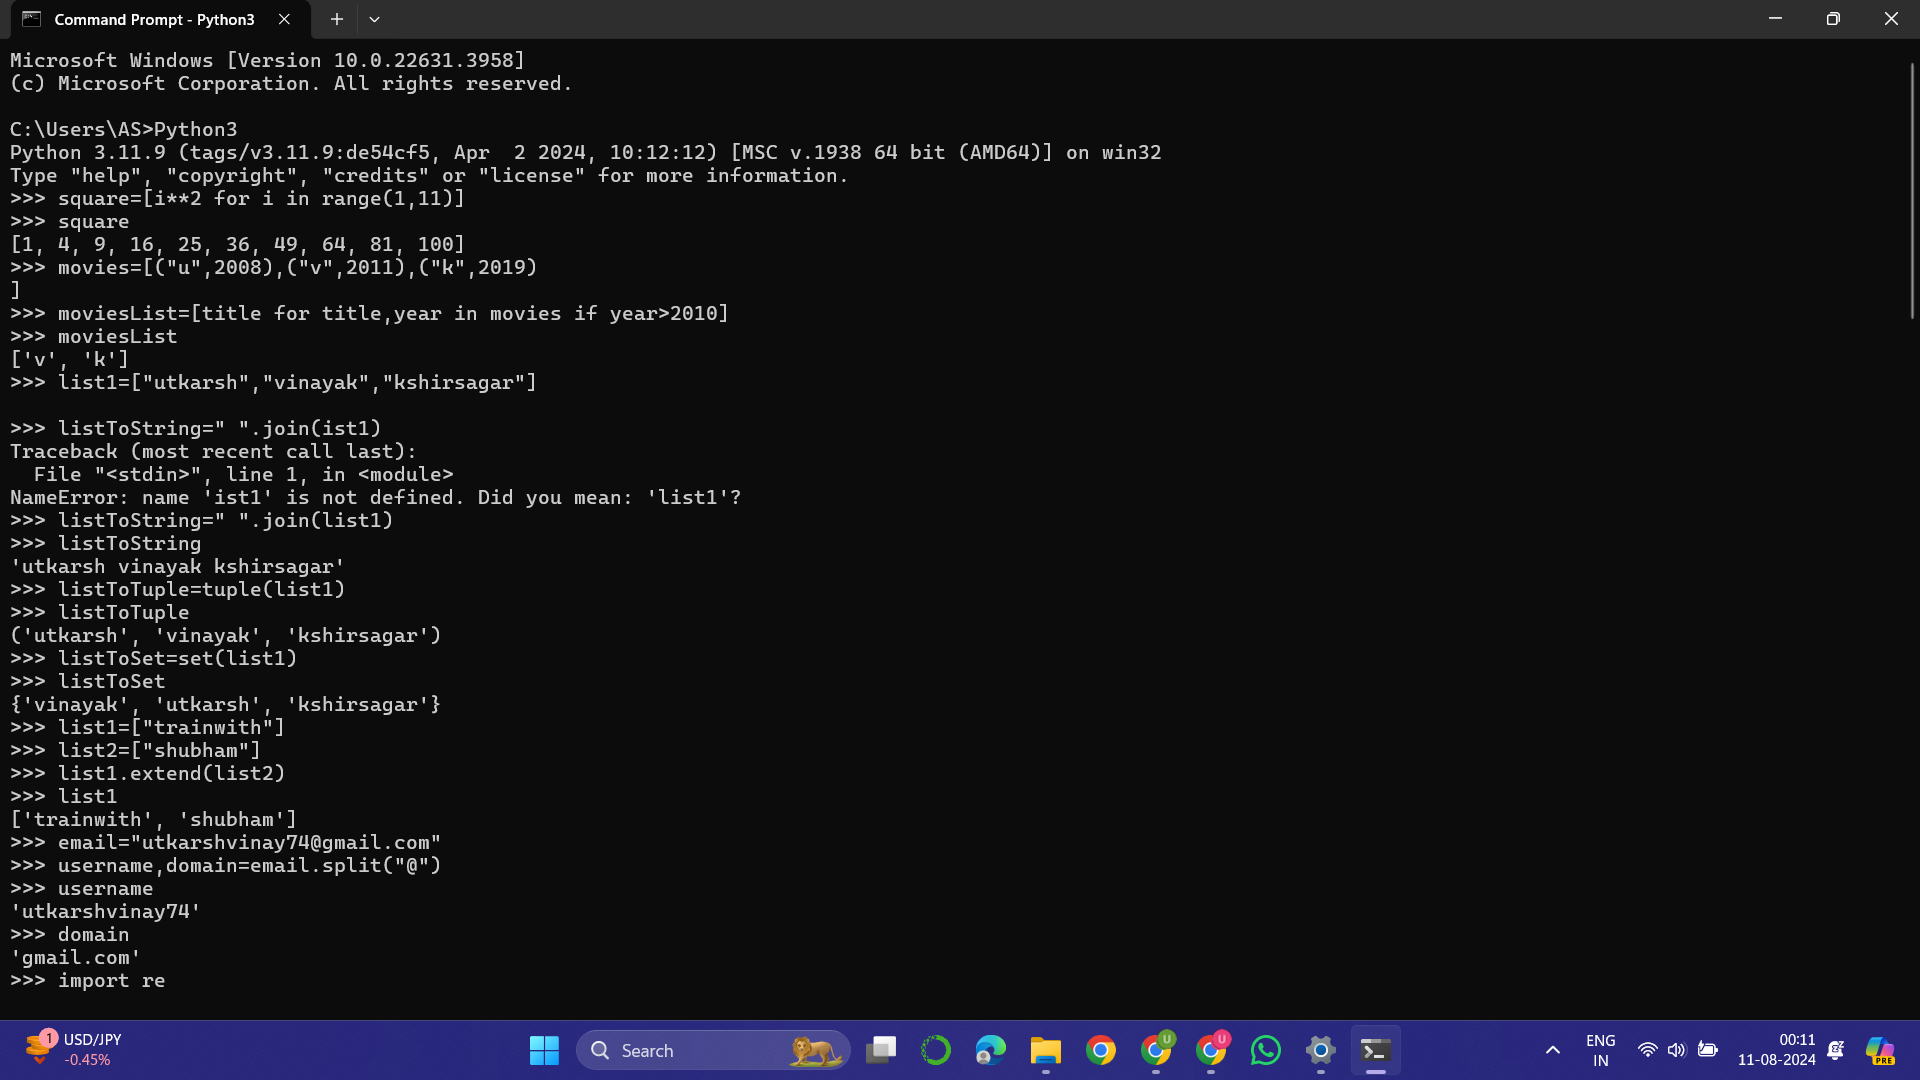 Command Prompt - Python3
Microsoft Windows [Version 10.0.22631.3958]
(c) Microsoft Corporation. All rights reserved.
C:\Users\AS>Python3
Python 3.11.9 (tags/v3.11.9:de54cf5, Apr  2 2024, 10:12:12) [MSC v.1938 64 bit (AMD64)] on win32
Type "help", "copyright", "credits" or "license" for more information.
>>> square=[i**2 for i in range(1,11)]
>>> square
[1, 4, 9, 16, 25, 36, 49, 64, 81, 100]
>>> movies=[("u",2008),("v",2011),("k",2019)
]
>>> moviesList=[title for title,year in movies if year>2010]
>>> moviesList
['v', 'k']
>>> list1=["utkarsh","vinayak","kshirsagar"]
>>> listToString=" ".join(ist1)
Traceback (most recent call last):
  File "<stdin>", line 1, in <module>
NameError: name 'ist1' is not defined. Did you mean: 'list1'?
>>> listToString=" ".join(list1)
>>> listToString
'utkarsh vinayak kshirsagar'
>>> listToTuple=tuple(list1)
>>> listToTuple
('utkarsh', 'vinayak', 'kshirsagar')
>>> listToSet=set(list1)
>>> listToSet
{'vinayak', 'utkarsh', 'kshirsagar'}
>>> list1=["trainwith"]
>>> list2=["shubham"]
>>> list1.extend(list2)
>>> list1
['trainwith', 'shubham']
>>> email="utkarshvinay74@gmail.com"
>>> username,domain=email.split("@")
>>> username
'utkarshvinay74'
>>> domain
'gmail.com'
>>> import re
1
USD/JPY
-0.45%
Search
U
U
ENG
IN
00:11
11-08-2024
PRE